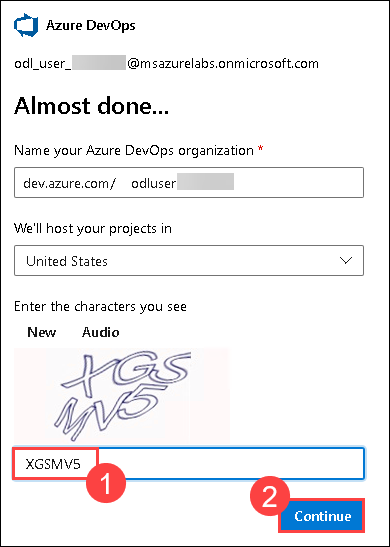 Azure DevOps
odl_user_ @msazurelabs.onmicrosoft.com
Almost done...
Name your Azure DevOps organization *
dev.azure.com/ odluser
We'll host your projects in
United States
Enter the characters you see
New Audio
XGS
MV5
XGSMV5
1
2
Continue